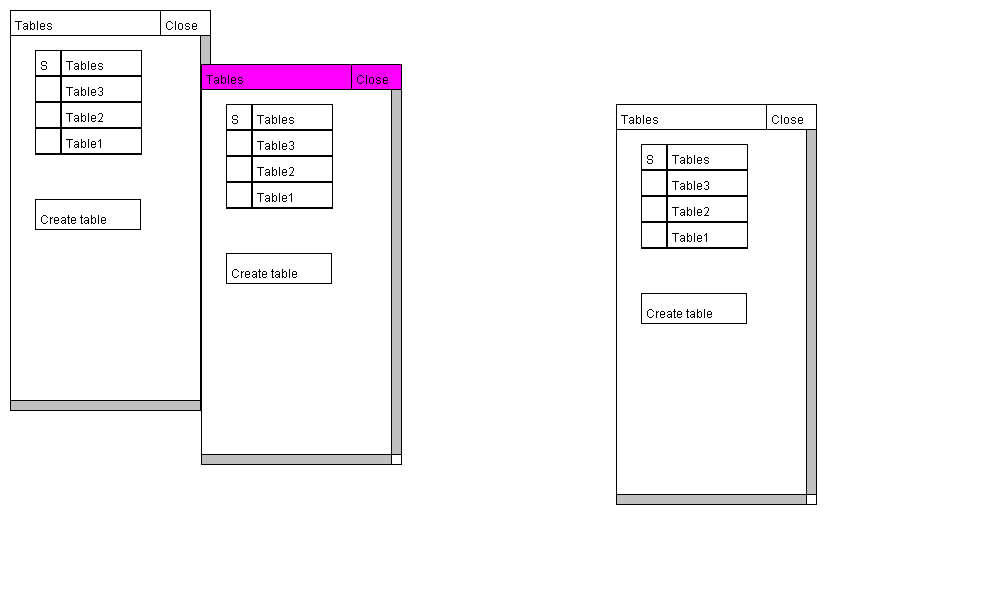 Tables Close
S Tables
Table3
Table2
Table1
Create table
Tables Close
S Tables
Table3
Table2
Table1
Create table
Tables Close
S Tables
Table3
Table2
Table1
Create table